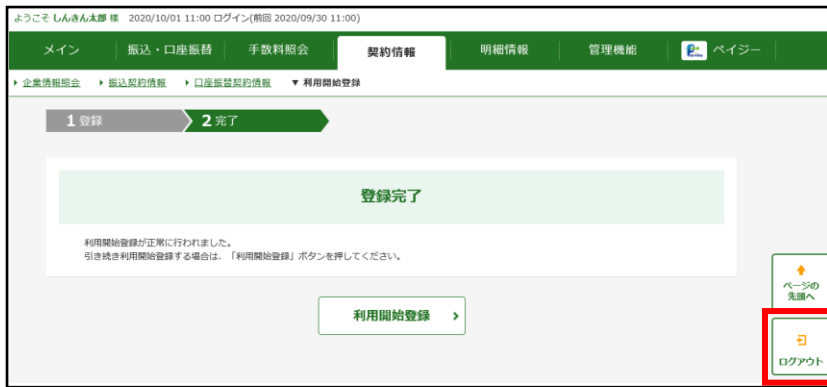 ようこそ しんきん太郎 様 2020/10/01 11:00 ログイン(前回 2020/09/30 11:00)
メイン 振込・口座振替 手数料照会 契約情報 明細情報 管理機能 ペイジー
企業情報照会 振込契約情報 口座振替契約情報 ▼ 利用開始登録
1 登録 2 完了
登録完了
利用開始登録が正常に行われました。
引き続き利用開始登録する場合は、「利用開始登録」ボタンを押してください。
利用開始登録
ページの
先頭へ
ログアウト